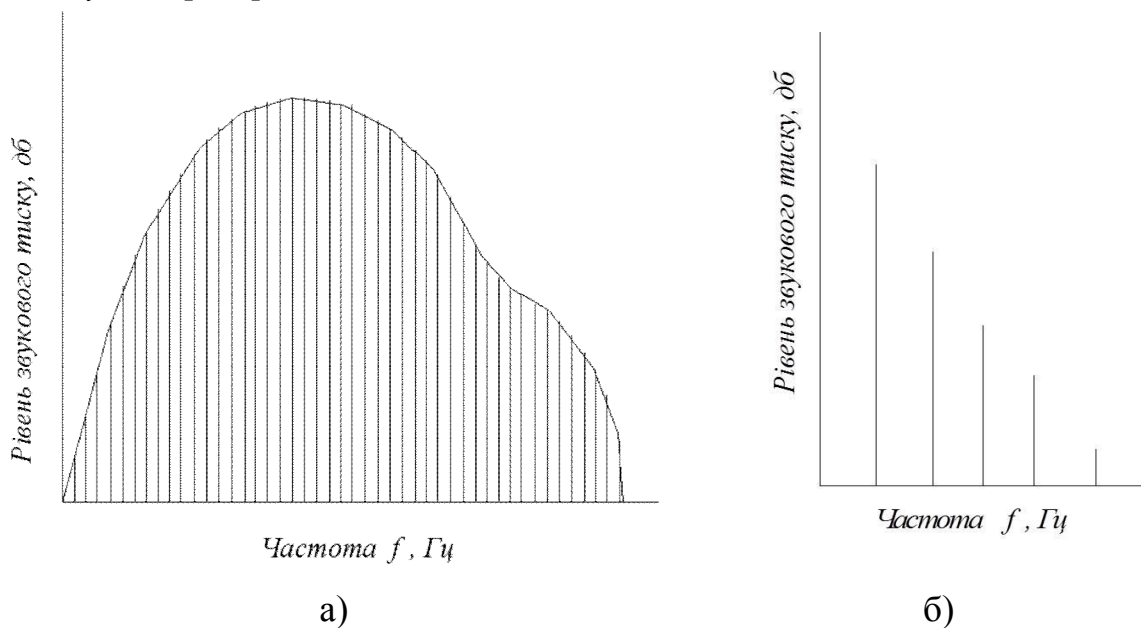 Рівень звукового тиску, дб
Частота f , Гц
а)
Рівень звукового тиску, дб
Частота f , Гц
б)